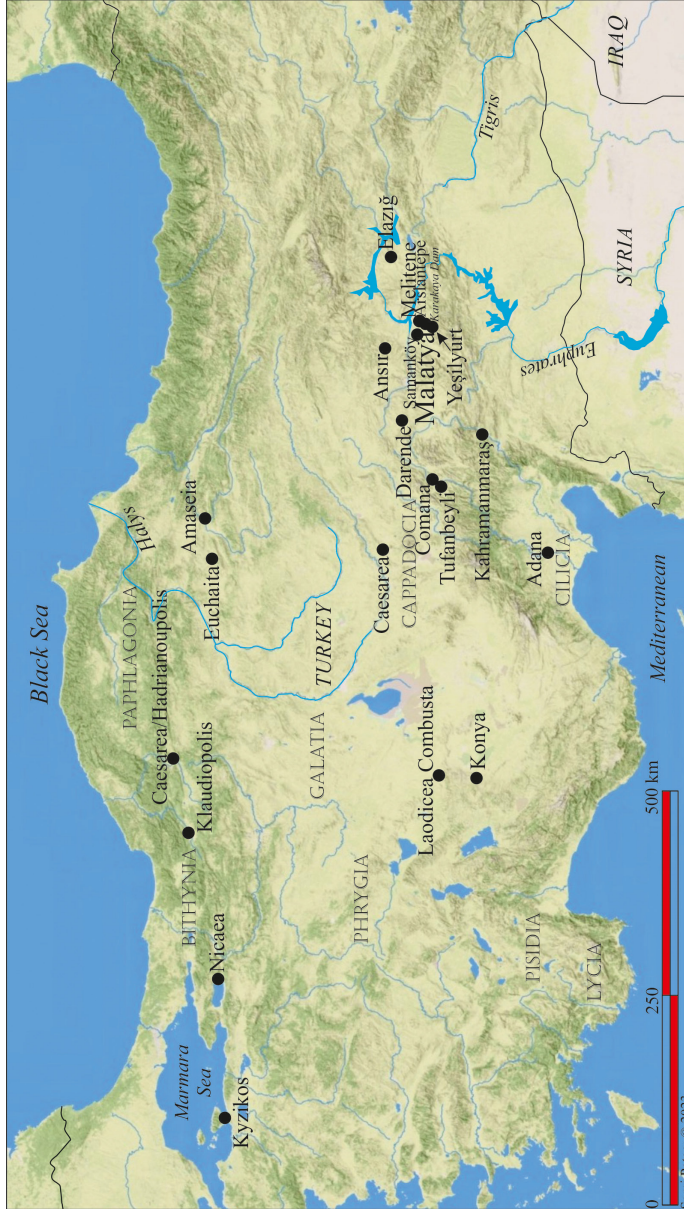 Black Sea
Halys
PAPHLAGONIA
Caesarea/Hadrianoupolis
Amaseia
Euchaita
Klaudiopolis
BITHYNIA
Nicaea
Marmara
Sea
Kyzikos
TURKEY
GALATIA
PHRYGIA
Caesarea
CAPPADOCIA
Ansır
Elazığ
Samanköy
Melitene
Arslantepe
Karakaya Dam
Malatya
Yeşilyurt
Darende
Comana
Tufanbeyli
Kahramanmaraş
Laodicea Combusta
Konya
Adana
CILICIA
PISIDIA
LYCIA
Tigris
Euphrates
IRAQ
SYRIA
Mediterranean
0
250
500 km